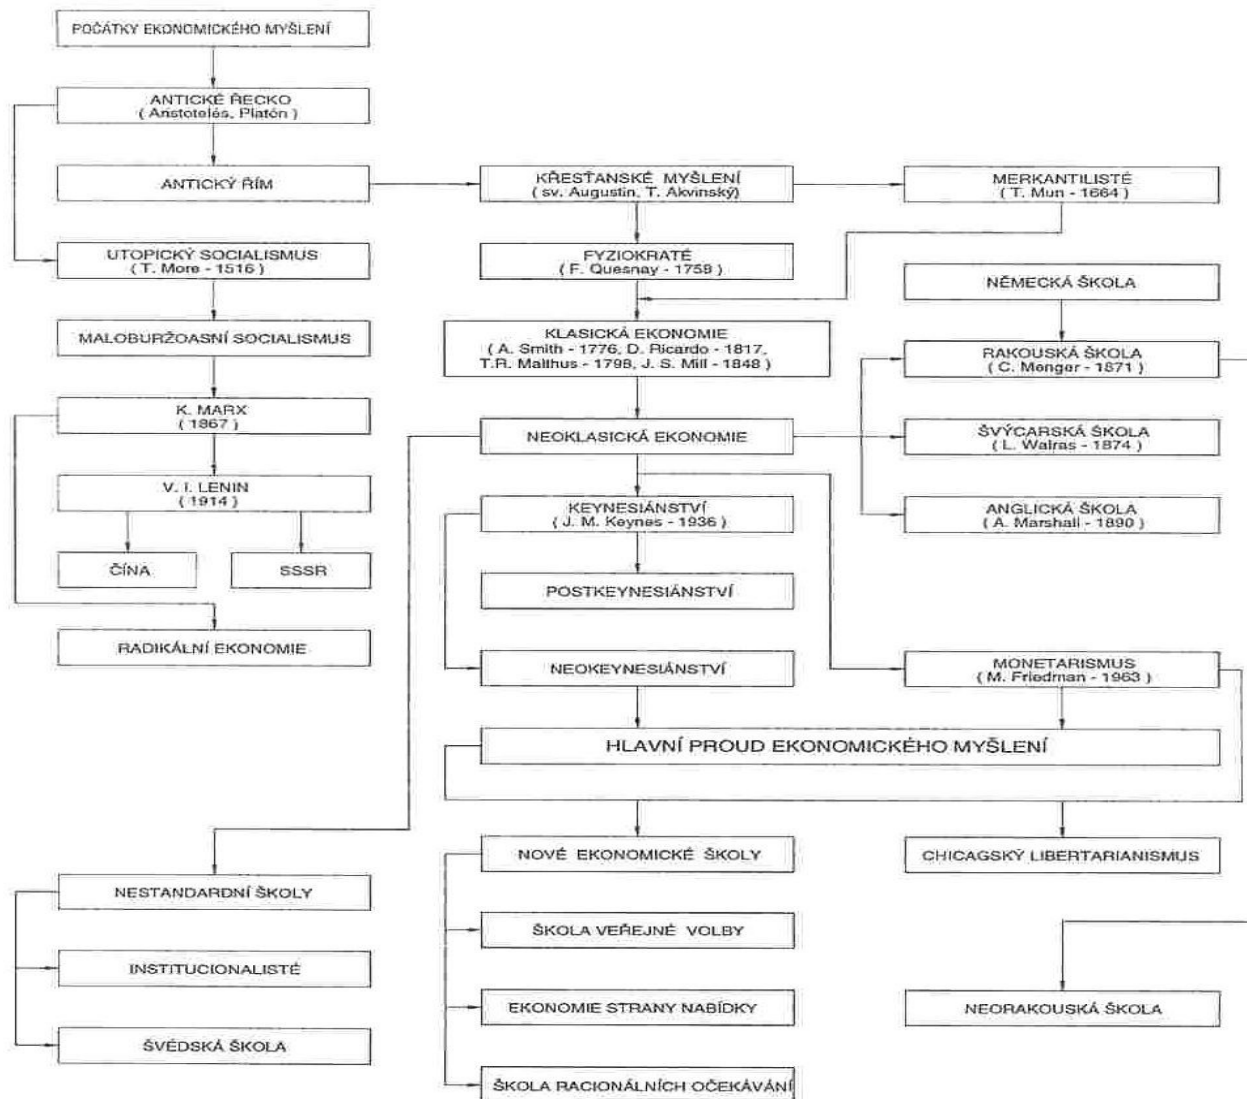 POČÁTKY EKONOMICKÉHO MYŠLENÍ
ANTICKÉ ŘECKO
( Aristotelés, Platón )
ANTICKÝ ŘÍM
UTOPICKÝ SOCIALISMUS
( T. More - 1516 )
MALOBURŽOASNÍ SOCIALISMUS
K. MARX
( 1867 )
V. I. LENIN
( 1914 )
ČÍNA
SSSR
RADIKÁLNÍ EKONOMIE
KŘESŤANSKÉ MYŠLENÍ
( sv. Augustin, T. Akvinský)
MERKANTILISTÉ
( T. Mun - 1664 )
FYZIOKRATÉ
( F. Quesnay - 1758 )
KLASICKÁ EKONOMIE
( A. Smith - 1776, D. Ricardo - 1817,
T.R. Malthus - 1798, J. S. Mill - 1848 )
NEOKLASICKÁ EKONOMIE
NĚMECKÁ ŠKOLA
RAKOUSKÁ ŠKOLA
( C. Menger - 1871 )
ŠVÝCARSKÁ ŠKOLA
( L. Walras - 1874 )
ANGLICKÁ ŠKOLA
( A. Marshall - 1890 )
KEYNESIÁNSTVÍ
( J. M. Keynes - 1936 )
POSTKEYNESIÁNSTVÍ
NEOKEYNESIÁNSTVÍ
MONETARISMUS
( M. Friedman - 1963 )
HLAVNÍ PROUD EKONOMICKÉHO MYŠLENÍ
NOVÉ EKONOMICKÉ ŠKOLY
CHICAGSKÝ LIBERTARIANISMUS
NESTANDARDNÍ ŠKOLY
INSTITUCIONALISTÉ
ŠVÉDSKÁ ŠKOLA
ŠKOLA VEŘEJNÉ VOLBY
EKONOMIE STRANY NABÍDKY
ŠKOLA RACIONÁLNÍCH OČEKÁVÁNÍ
NEORAKOUSKÁ ŠKOLA